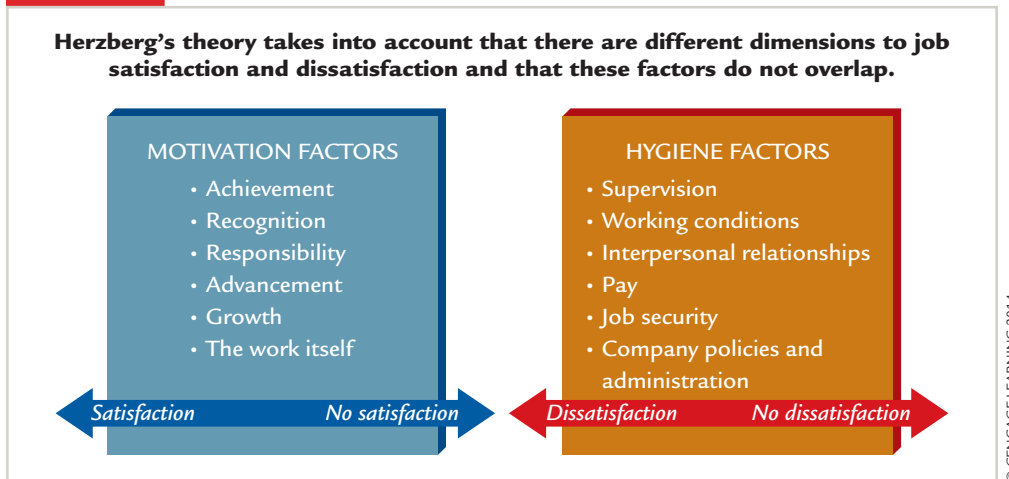 Herzberg’s theory takes into account that there are different dimensions to job
satisfaction and dissatisfaction and that these factors do not overlap.
MOTIVATION FACTORS
• Achievement
• Recognition
• Responsibility
• Advancement
• Growth
• The work itself
Satisfaction
No satisfaction
HYGIENE FACTORS
• Supervision
• Working conditions
• Interpersonal relationships
• Pay
• Job security
• Company policies and
administration
Dissatisfaction
No dissatisfaction
© CENGAGE LEARNING